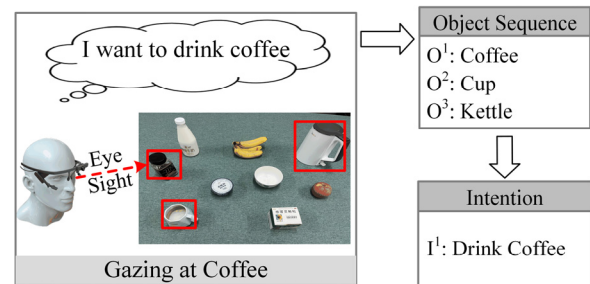 I want to drink coffee
Eye
Sight
Gazing at Coffee
Object Sequence
O¹: Coffee
O²: Cup
O³: Kettle
Intention
I¹: Drink Coffee